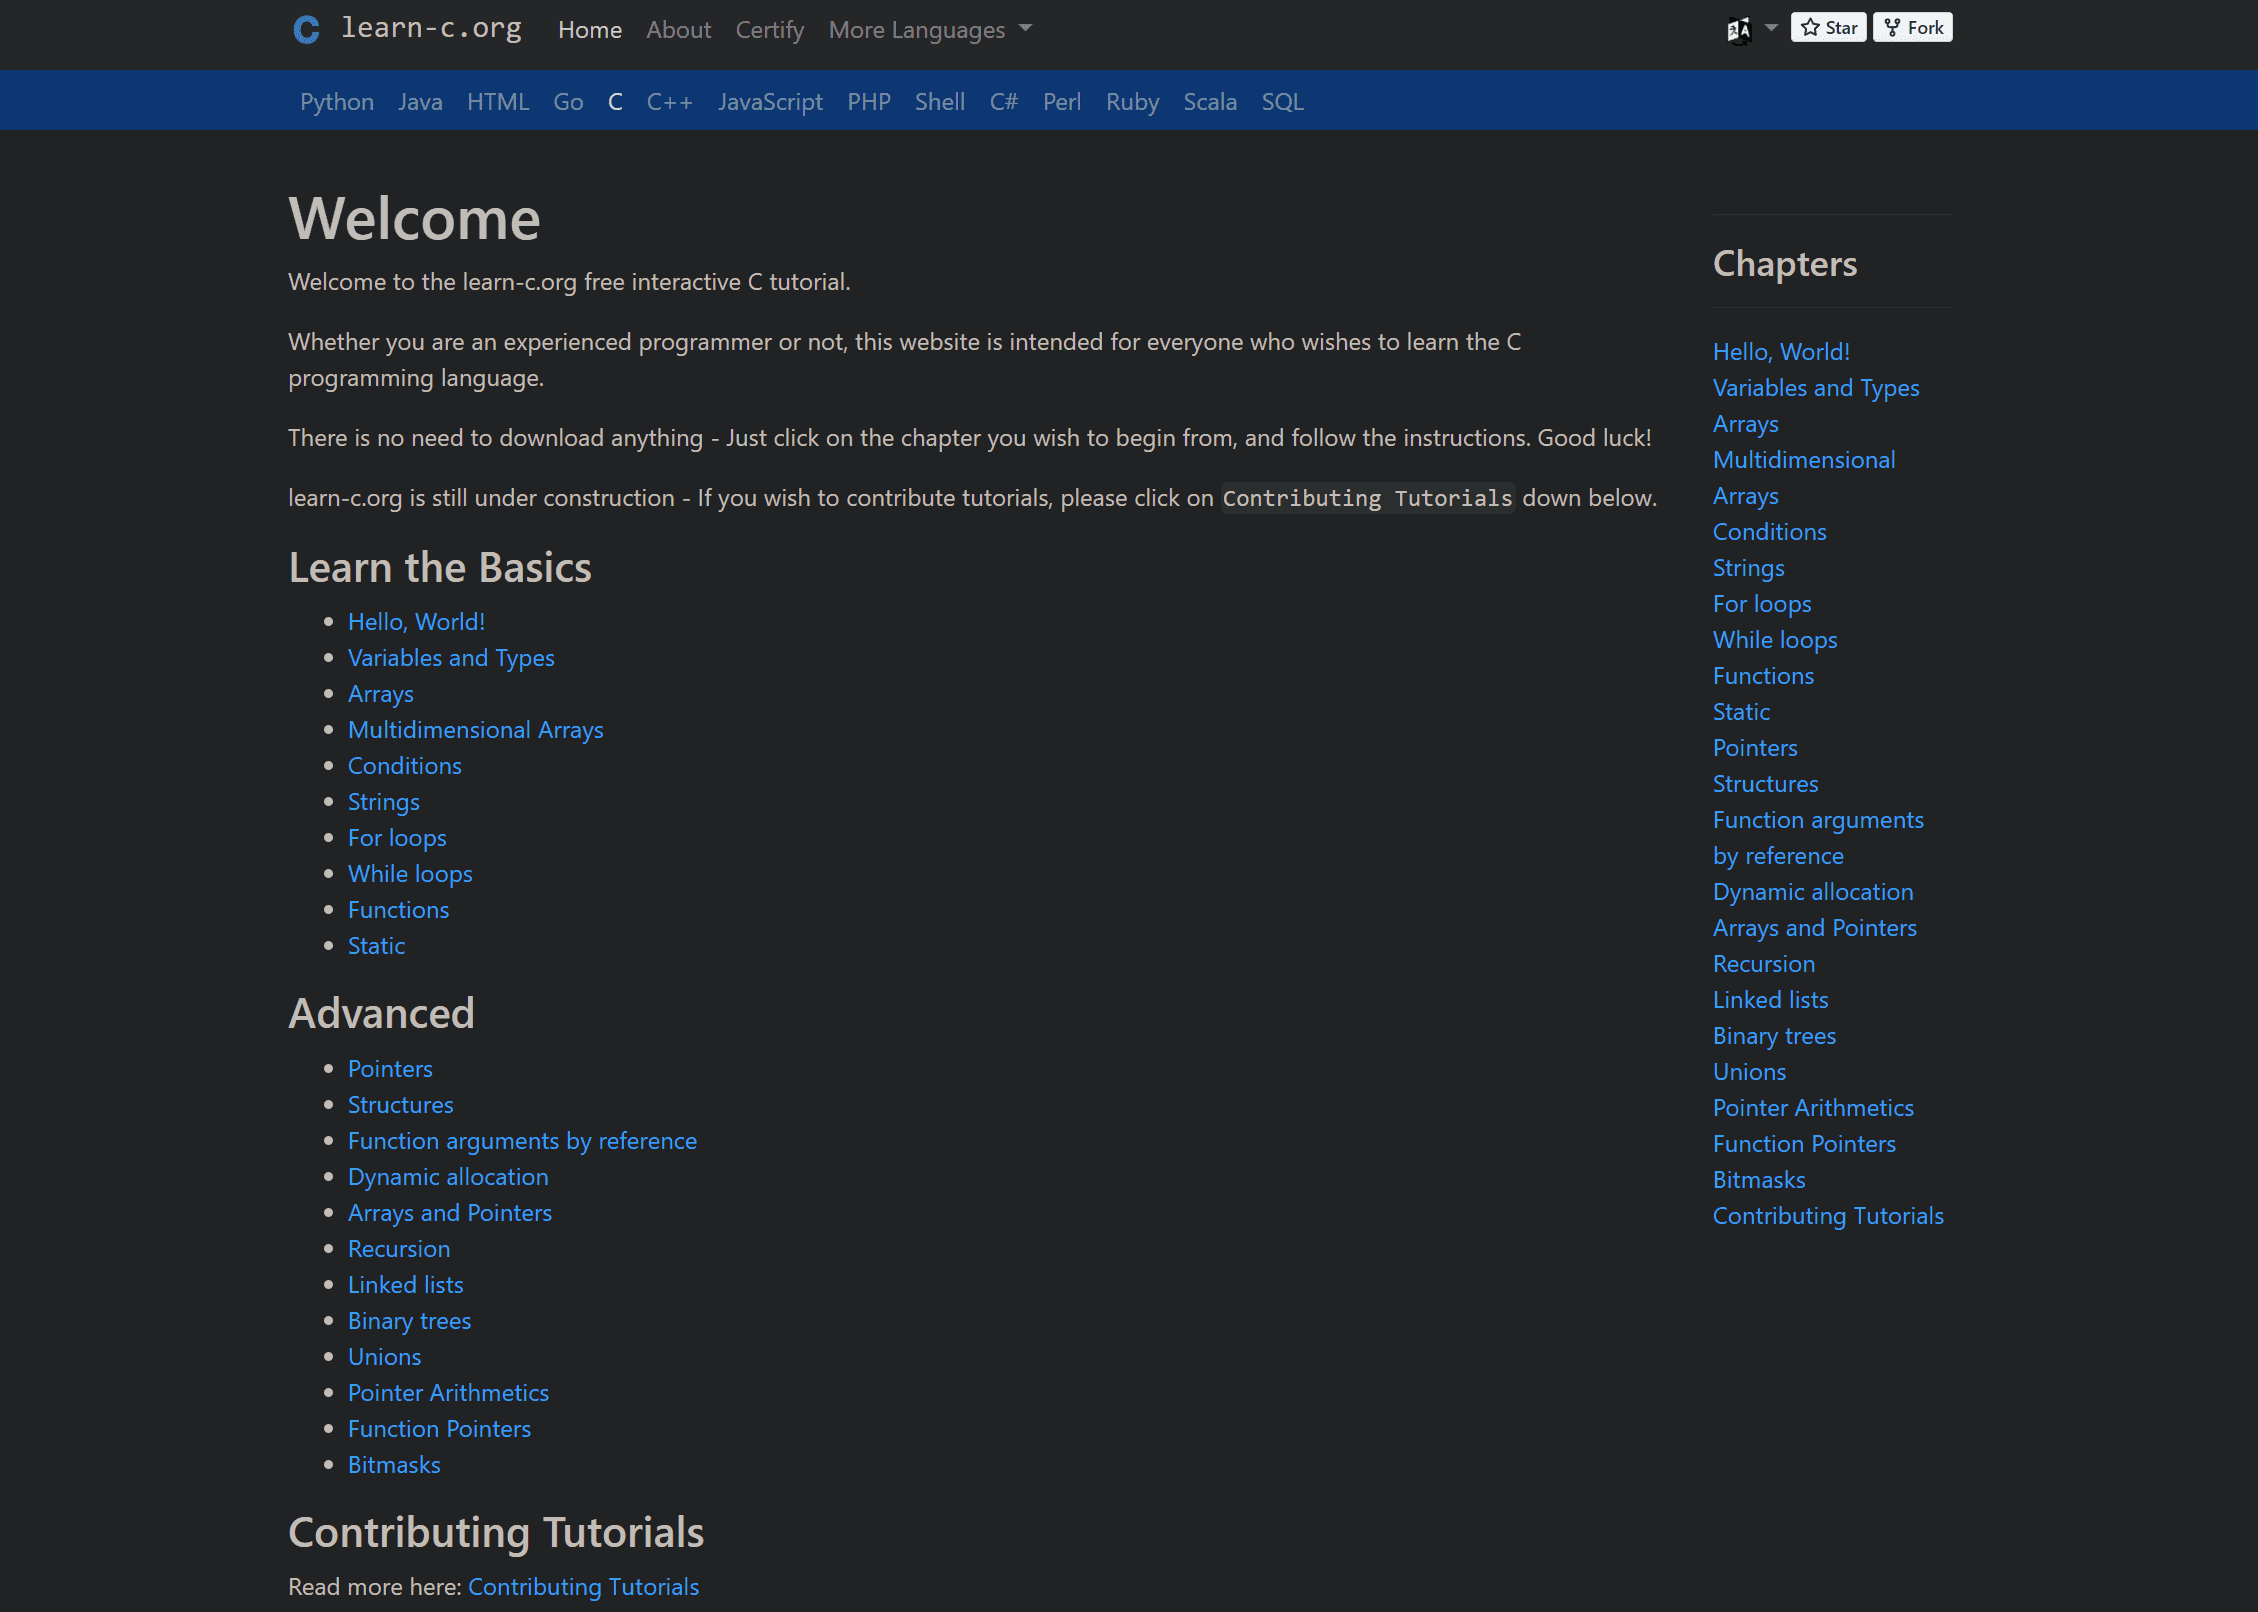 C learn-c.org Home About Certify More Languages Star Fork
Python Java HTML Go C C++ JavaScript PHP Shell C# Perl Ruby Scala SQL
Welcome
Welcome to the learn-c.org free interactive C tutorial.
Whether you are an experienced programmer or not, this website is intended for everyone who wishes to learn the C
programming language.
There is no need to download anything - Just click on the chapter you wish to begin from, and follow the instructions. Good luck!
learn-c.org is still under construction - If you wish to contribute tutorials, please click on Contributing Tutorials down below.
Learn the Basics
Hello, World!
Variables and Types
Arrays
Multidimensional Arrays
Conditions
Strings
For loops
While loops
Functions
Static
Advanced
Pointers
Structures
Function arguments by reference
Dynamic allocation
Arrays and Pointers
Recursion
Linked lists
Binary trees
Unions
Pointer Arithmetics
Function Pointers
Bitmasks
Contributing Tutorials
Read more here: Contributing Tutorials
Chapters
Hello, World!
Variables and Types
Arrays
Multidimensional
Arrays
Conditions
Strings
For loops
While loops
Functions
Static
Pointers
Structures
Function arguments
by reference
Dynamic allocation
Arrays and Pointers
Recursion
Linked lists
Binary trees
Unions
Pointer Arithmetics
Function Pointers
Bitmasks
Contributing Tutorials